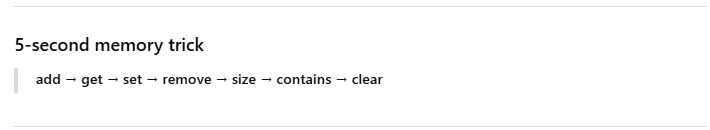 5-second memory trick
add → get → set → remove → size → contains → clear